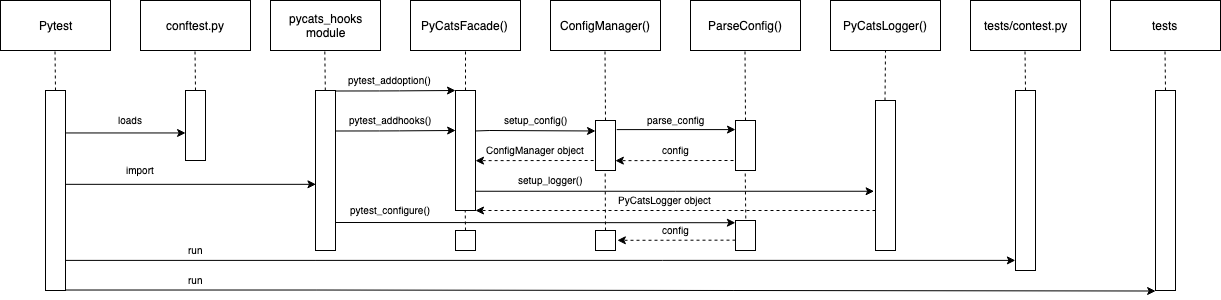 Pytest
conftest.py
pycats_hooks
module
PyCatsFacade()
ConfigManager()
ParseConfig()
PyCatsLogger()
tests/contest.py
tests
pytest_addoption()
loads
pytest_addhooks()
setup_config()
parse_config
ConfigManager object
config
import
setup_logger()
PyCatsLogger object
pytest_configure()
config
run
run